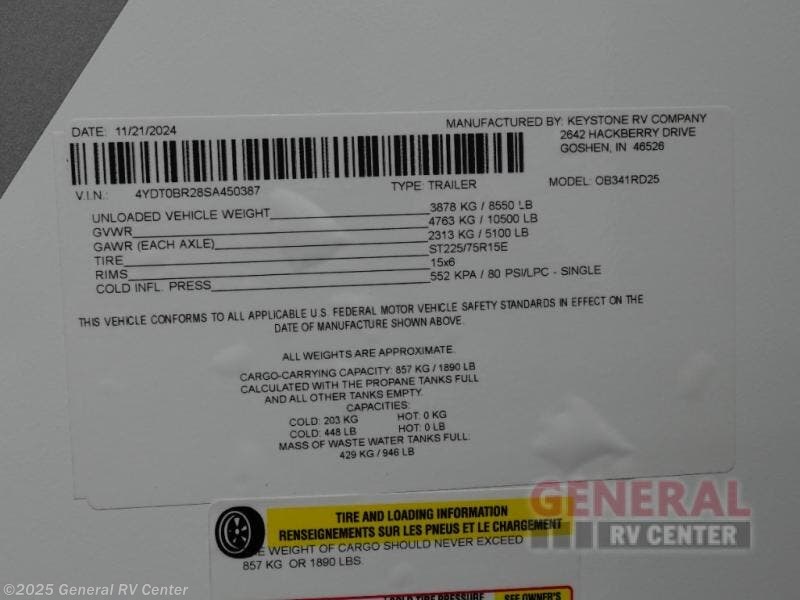 DATE: 11/21/2024
MANUFACTURED BY: KEYSTONE RV COMPANY
2642 HACKBERRY DRIVE
GOSHEN, IN 46526
V.I.N.: 4YDT0BR28SA450387 TYPE: TRAILER MODEL: OB341RD25
UNLOADED VEHICLE WEIGHT 3878 KG / 8550 LB
GVWR 4763 KG / 10500 LB
GAWR (EACH AXLE) 2313 KG / 5100 LB
TIRE ST225/75R15E
RIMS 15x6
COLD INFL. PRESS 552 KPA / 80 PSI/LPC - SINGLE
THIS VEHICLE CONFORMS TO ALL APPLICABLE U.S. FEDERAL MOTOR VEHICLE SAFETY STANDARDS IN EFFECT ON THE
DATE OF MANUFACTURE SHOWN ABOVE.
ALL WEIGHTS ARE APPROXIMATE.
CARGO-CARRYING CAPACITY: 857 KG / 1890 LB
CALCULATED WITH THE PROPANE TANKS FULL
AND ALL OTHER TANKS EMPTY.
CAPACITIES:
COLD: 203 KG HOT: 0 KG
COLD: 448 LB HOT: 0 LB
MASS OF WASTE WATER TANKS FULL:
429 KG / 946 LB
GENERAL
RV CENTER
TIRE AND LOADING INFORMATION
RENSEIGNEMENTS SUR LES PNEUS ET LE CHARGEMENT
WEIGHT OF CARGO SHOULD NEVER EXCEED
857 KG OR 1890 LBS
COLD TIRE PRESSURE SEE OWNER'S
©2025 General RV Center